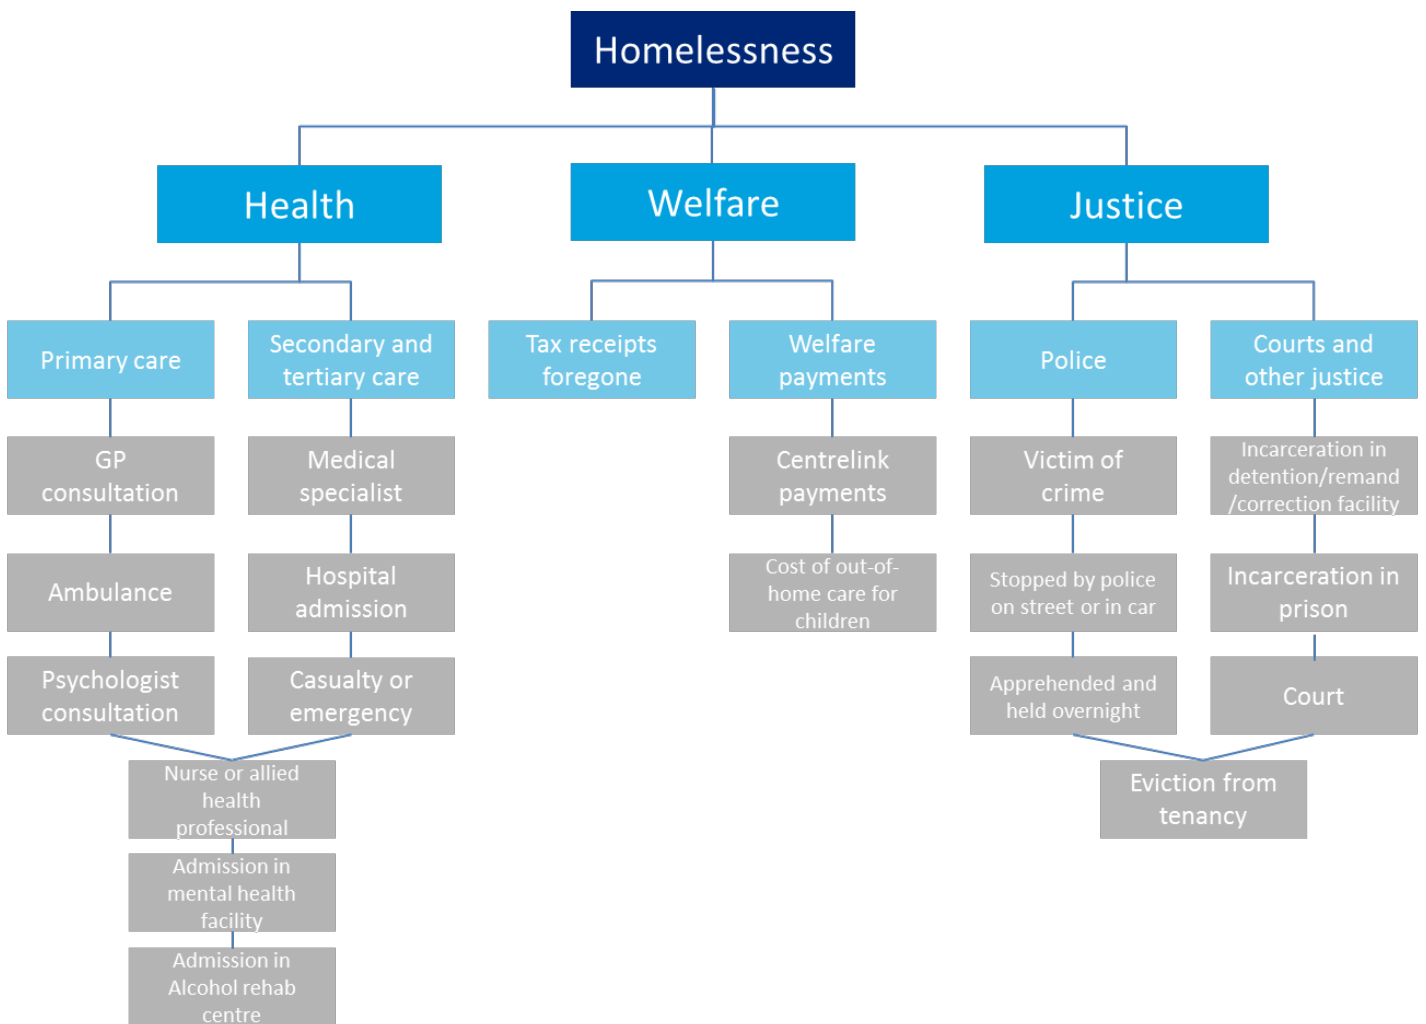 Homelessness
Health
Welfare
Justice
Primary care
Secondary and
tertiary care
Tax receipts
foregone
Welfare
payments
Police
Courts and
other justice
GP
consultation
Medical
specialist
Centrelink
payments
Victim of
crime
Incarceration in
detention/remand
/correction facility
Ambulance
Hospital
admission
Cost of out-of-
home care for
children
Stopped by police
on street or in car
Incarceration in
prison
Psychologist
consultation
Casualty or
emergency
Apprehended and
held overnight
Court
Nurse or allied
health
professional
Eviction from
tenancy
Admission in
mental health
facility
Admission in
Alcohol rehab
centre